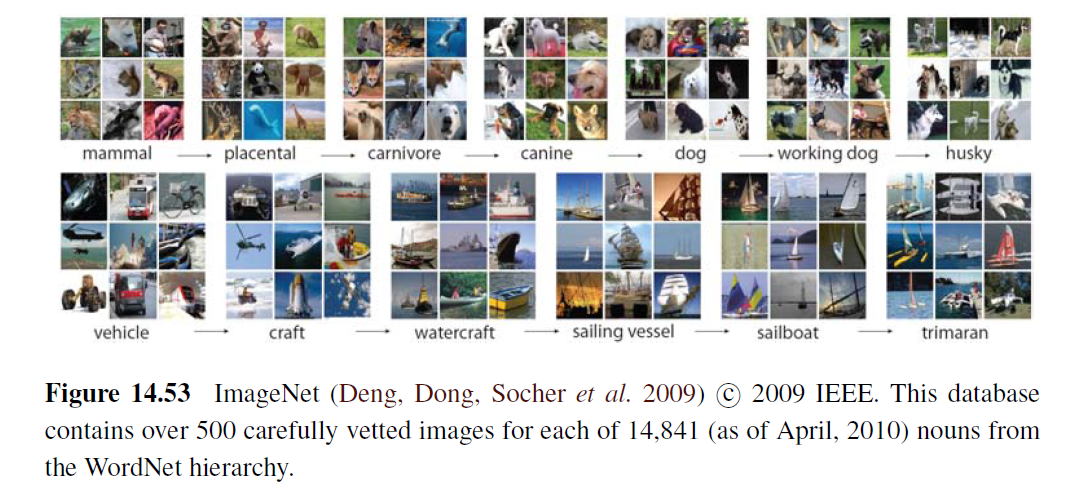 mammal → placental → carnivore → canine → dog → working dog → husky
vehicle → craft → watercraft → sailing vessel → sailboat → trimaran
Figure 14.53 ImageNet (Deng, Dong, Socher et al. 2009) © 2009 IEEE. This database
contains over 500 carefully vetted images for each of 14,841 (as of April, 2010) nouns from
the WordNet hierarchy.